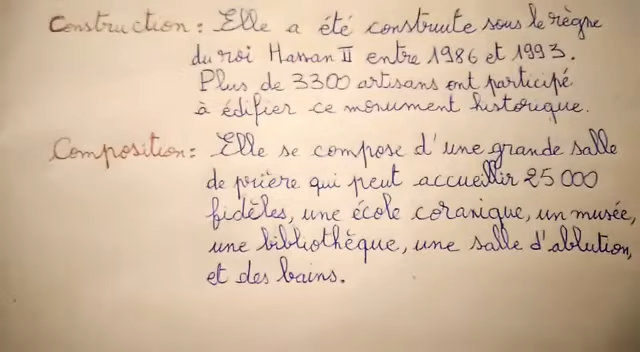 Construction : Elle a été construite sous le règne
du roi Hassan II entre 1986 et 1993.
Plus de 3300 artisans ont participé
à édifier ce monument historique.
Composition : Elle se compose d'une grande salle
de prière qui peut accueillir 25 000
fidèles, une école coranique, un musée,
une bibliothèque, une salle d'ablution,
et des bains.